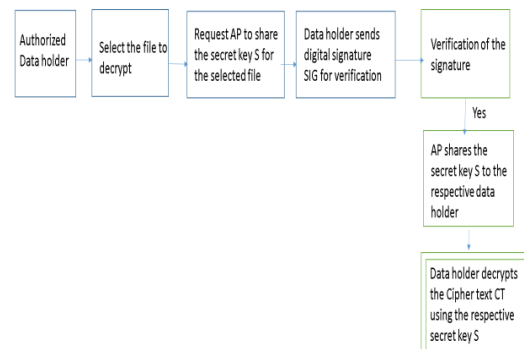 Authorized
Data holder
Select the file to
decrypt
Request AP to share
the secret key S for
the selected file
Data holder sends
digital signature
SIG for verification
Verification of the
signature
Yes
AP shares the
secret key S to the
respective data
holder
Data holder decrypts
the Cipher text CT
using the respective
secret key S